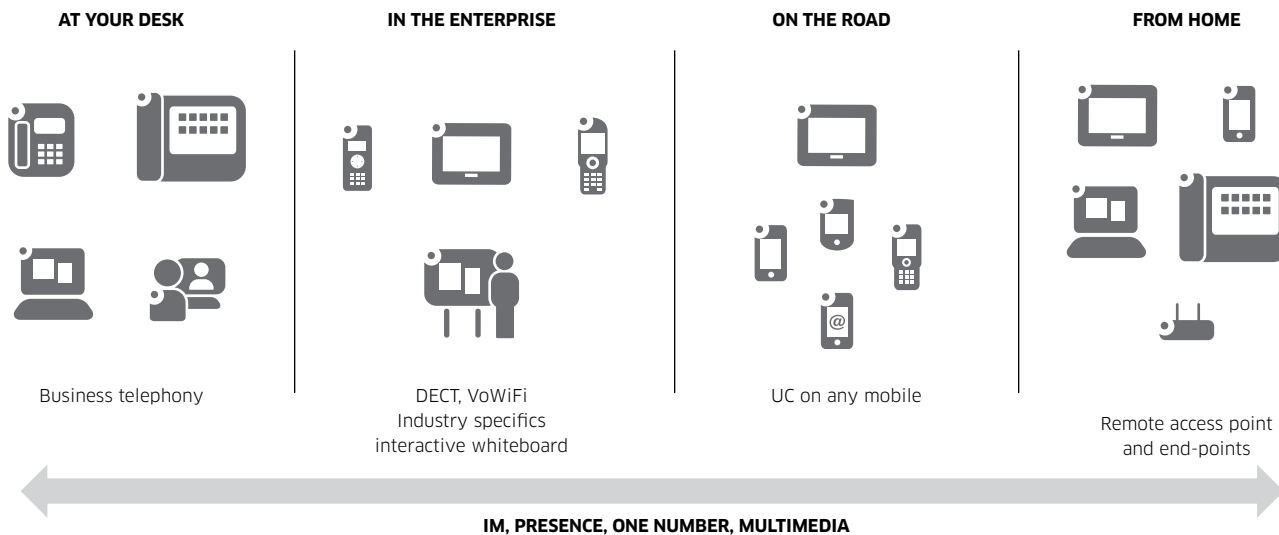 AT YOUR DESK
IN THE ENTERPRISE
ON THE ROAD
FROM HOME
@
Business telephony
DECT, VoWiFi
Industry specifics
interactive whiteboard
UC on any mobile
Remote access point
and end-points
IM, PRESENCE, ONE NUMBER, MULTIMEDIA